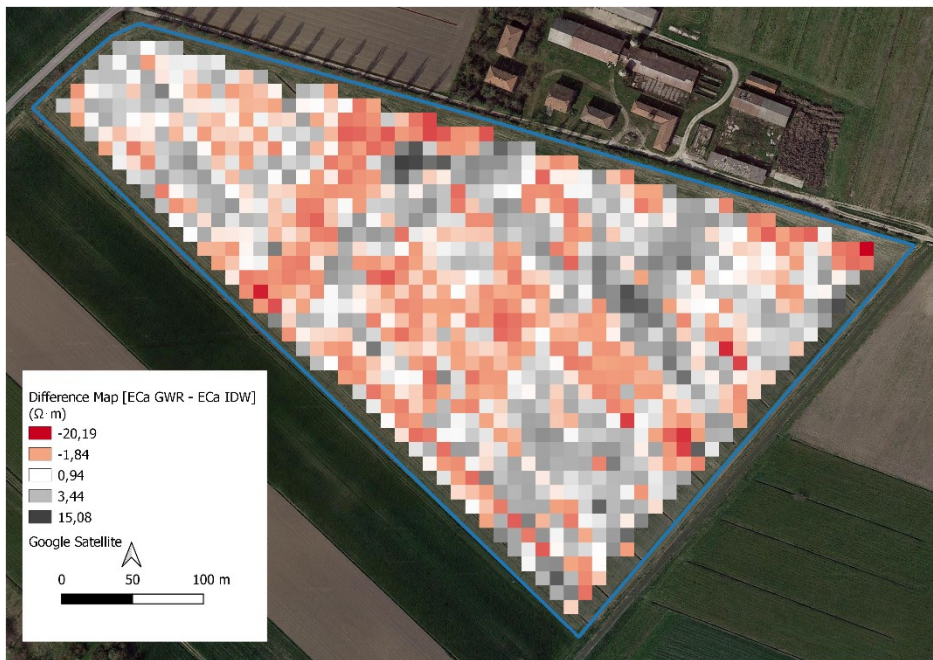 Difference Map [ECa GWR - ECa IDW]
(Ω·m)
-20,19
-1,84
0,94
3,44
15,08
Google Satellite
0 50 100 m